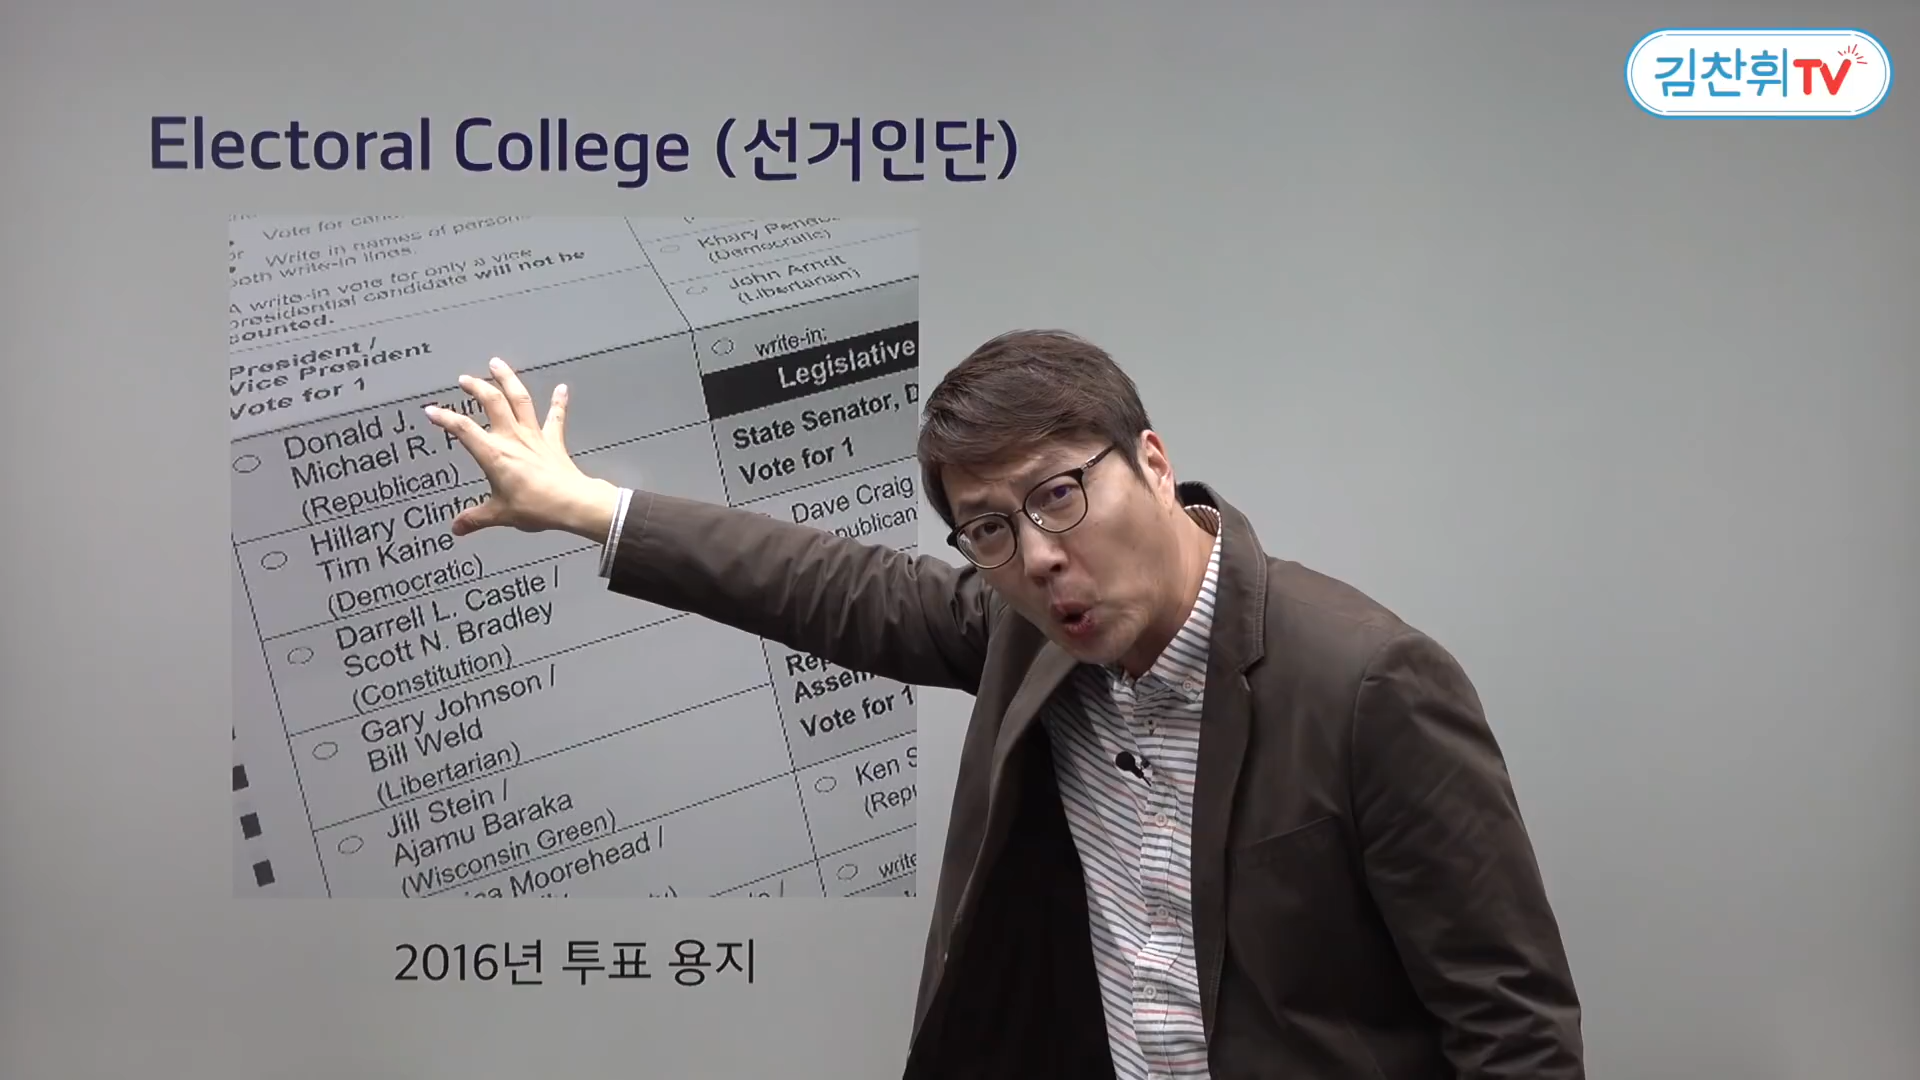 김찬휘TV
Electoral College (선거인단)
Vote for
Write in names of person
both write-in lines.
A write-in vote for only a vice
presidential candidate will not be
counted.
President /
Vice President
Vote for 1
Donald J.
Michael R.
(Republican)
Hillary
Tim Kaine
(Democratic)
Darrell L. Castle /
Scott N. Bradley
(Constitution)
Gary Johnson /
Bill Weld
(Libertarian)
Jill Stein /
Ajamu Baraka
(Wisconsin Green)
Moorehead /
Khary
(Democratic)
John Arndt
(Libertarian)
write-in:
Legislative
State Senator, D
Vote for 1
Dave Craig
Vote for 1
Ken S
(Repu
write
2016년 투표 용지